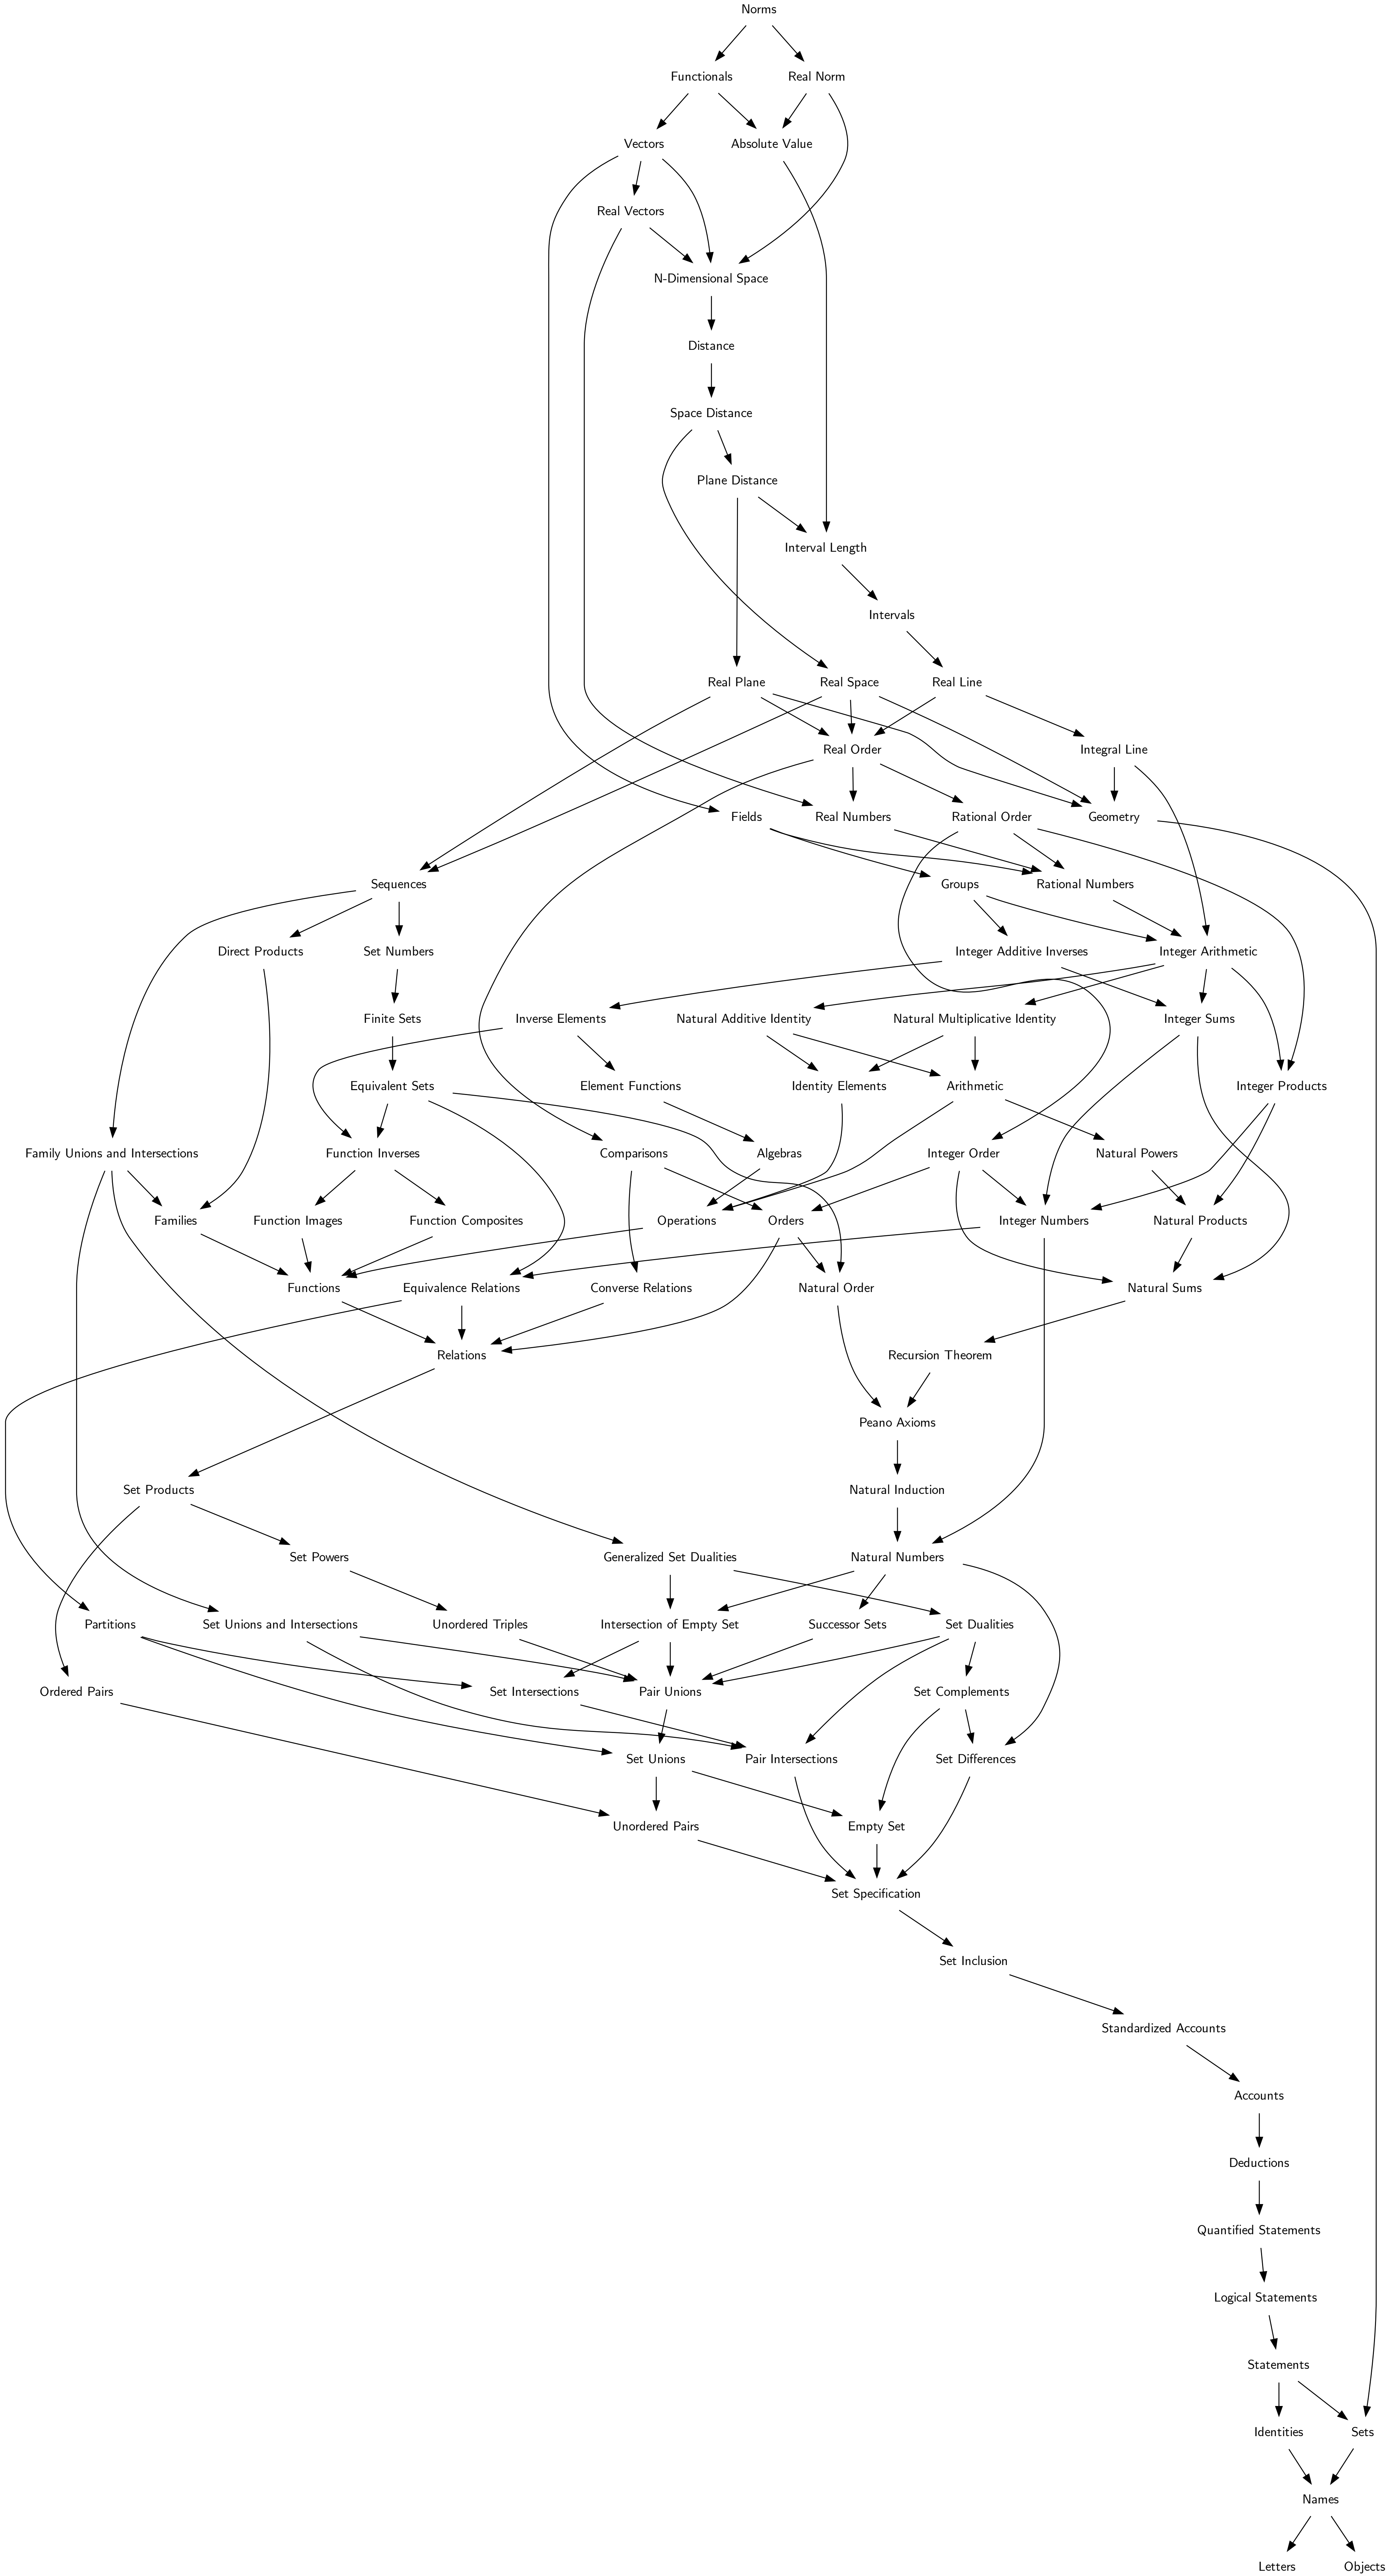 Norms
Functionals
Real Norm
Vectors
Absolute Value
Real Vectors
N-Dimensional Space
Distance
Space Distance
Plane Distance
Interval Length
Intervals
Real Plane
Real Space
Real Line
Real Order
Integral Line
Fields
Real Numbers
Rational Order
Geometry
Sequences
Groups
Rational Numbers
Direct Products
Set Numbers
Integer Additive Inverses
Integer Arithmetic
Finite Sets
Inverse Elements
Natural Additive Identity
Natural Multiplicative Identity
Integer Sums
Equivalent Sets
Element Functions
Identity Elements
Arithmetic
Integer Products
Family Unions and Intersections
Function Inverses
Comparisons
Algebras
Integer Order
Natural Powers
Families
Function Images
Function Composites
Operations
Orders
Integer Numbers
Natural Products
Functions
Equivalence Relations
Converse Relations
Natural Order
Natural Sums
Relations
Recursion Theorem
Peano Axioms
Set Products
Natural Induction
Set Powers
Generalized Set Dualities
Natural Numbers
Partitions
Set Unions and Intersections
Unordered Triples
Intersection of Empty Set
Successor Sets
Set Dualities
Ordered Pairs
Set Intersections
Pair Unions
Set Complements
Set Unions
Pair Intersections
Set Differences
Unordered Pairs
Empty Set
Set Specification
Set Inclusion
Standardized Accounts
Accounts
Deductions
Quantified Statements
Logical Statements
Statements
Identities
Sets
Names
Letters
Objects